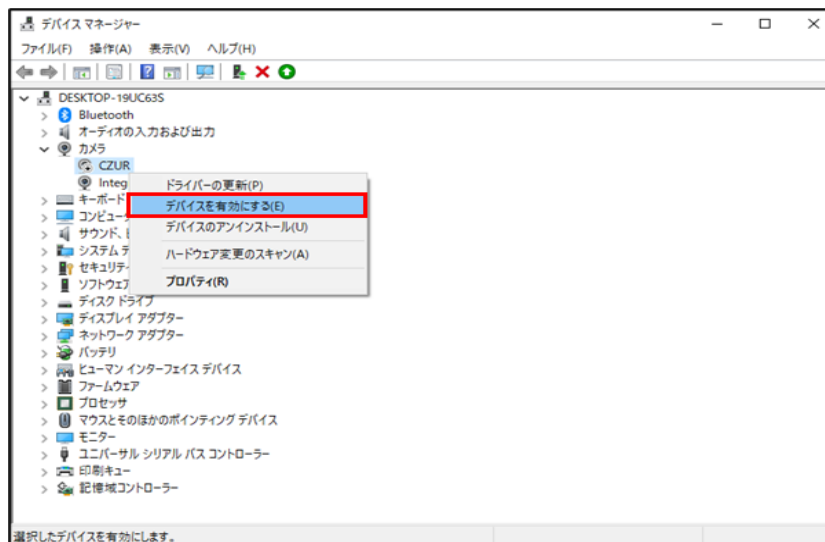 デバイス マネージャー
ファイル(F) 操作(A) 表示(V) ヘルプ(H)
DESKTOP-19UC63S
Bluetooth
オーディオの入力および出力
カメラ
CZUR
Integ
ドライバーの更新(P)
デバイスを有効にする(E)
デバイスのアンインストール(U)
ハードウェア変更のスキャン(A)
プロパティ(R)
キーボード
コンピュー
サウンド、
システム デ
セキュリティ
ソフトウェア
ディスク ドライブ
ディスプレイ アダプター
ネットワーク アダプター
バッテリ
ヒューマン インターフェイス デバイス
ファームウェア
プロセッサ
マウスとそのほかのポインティング デバイス
モニター
ユニバーサル シリアル バス コントローラー
印刷キュー
記憶域コントローラー
選択したデバイスを有効にします。